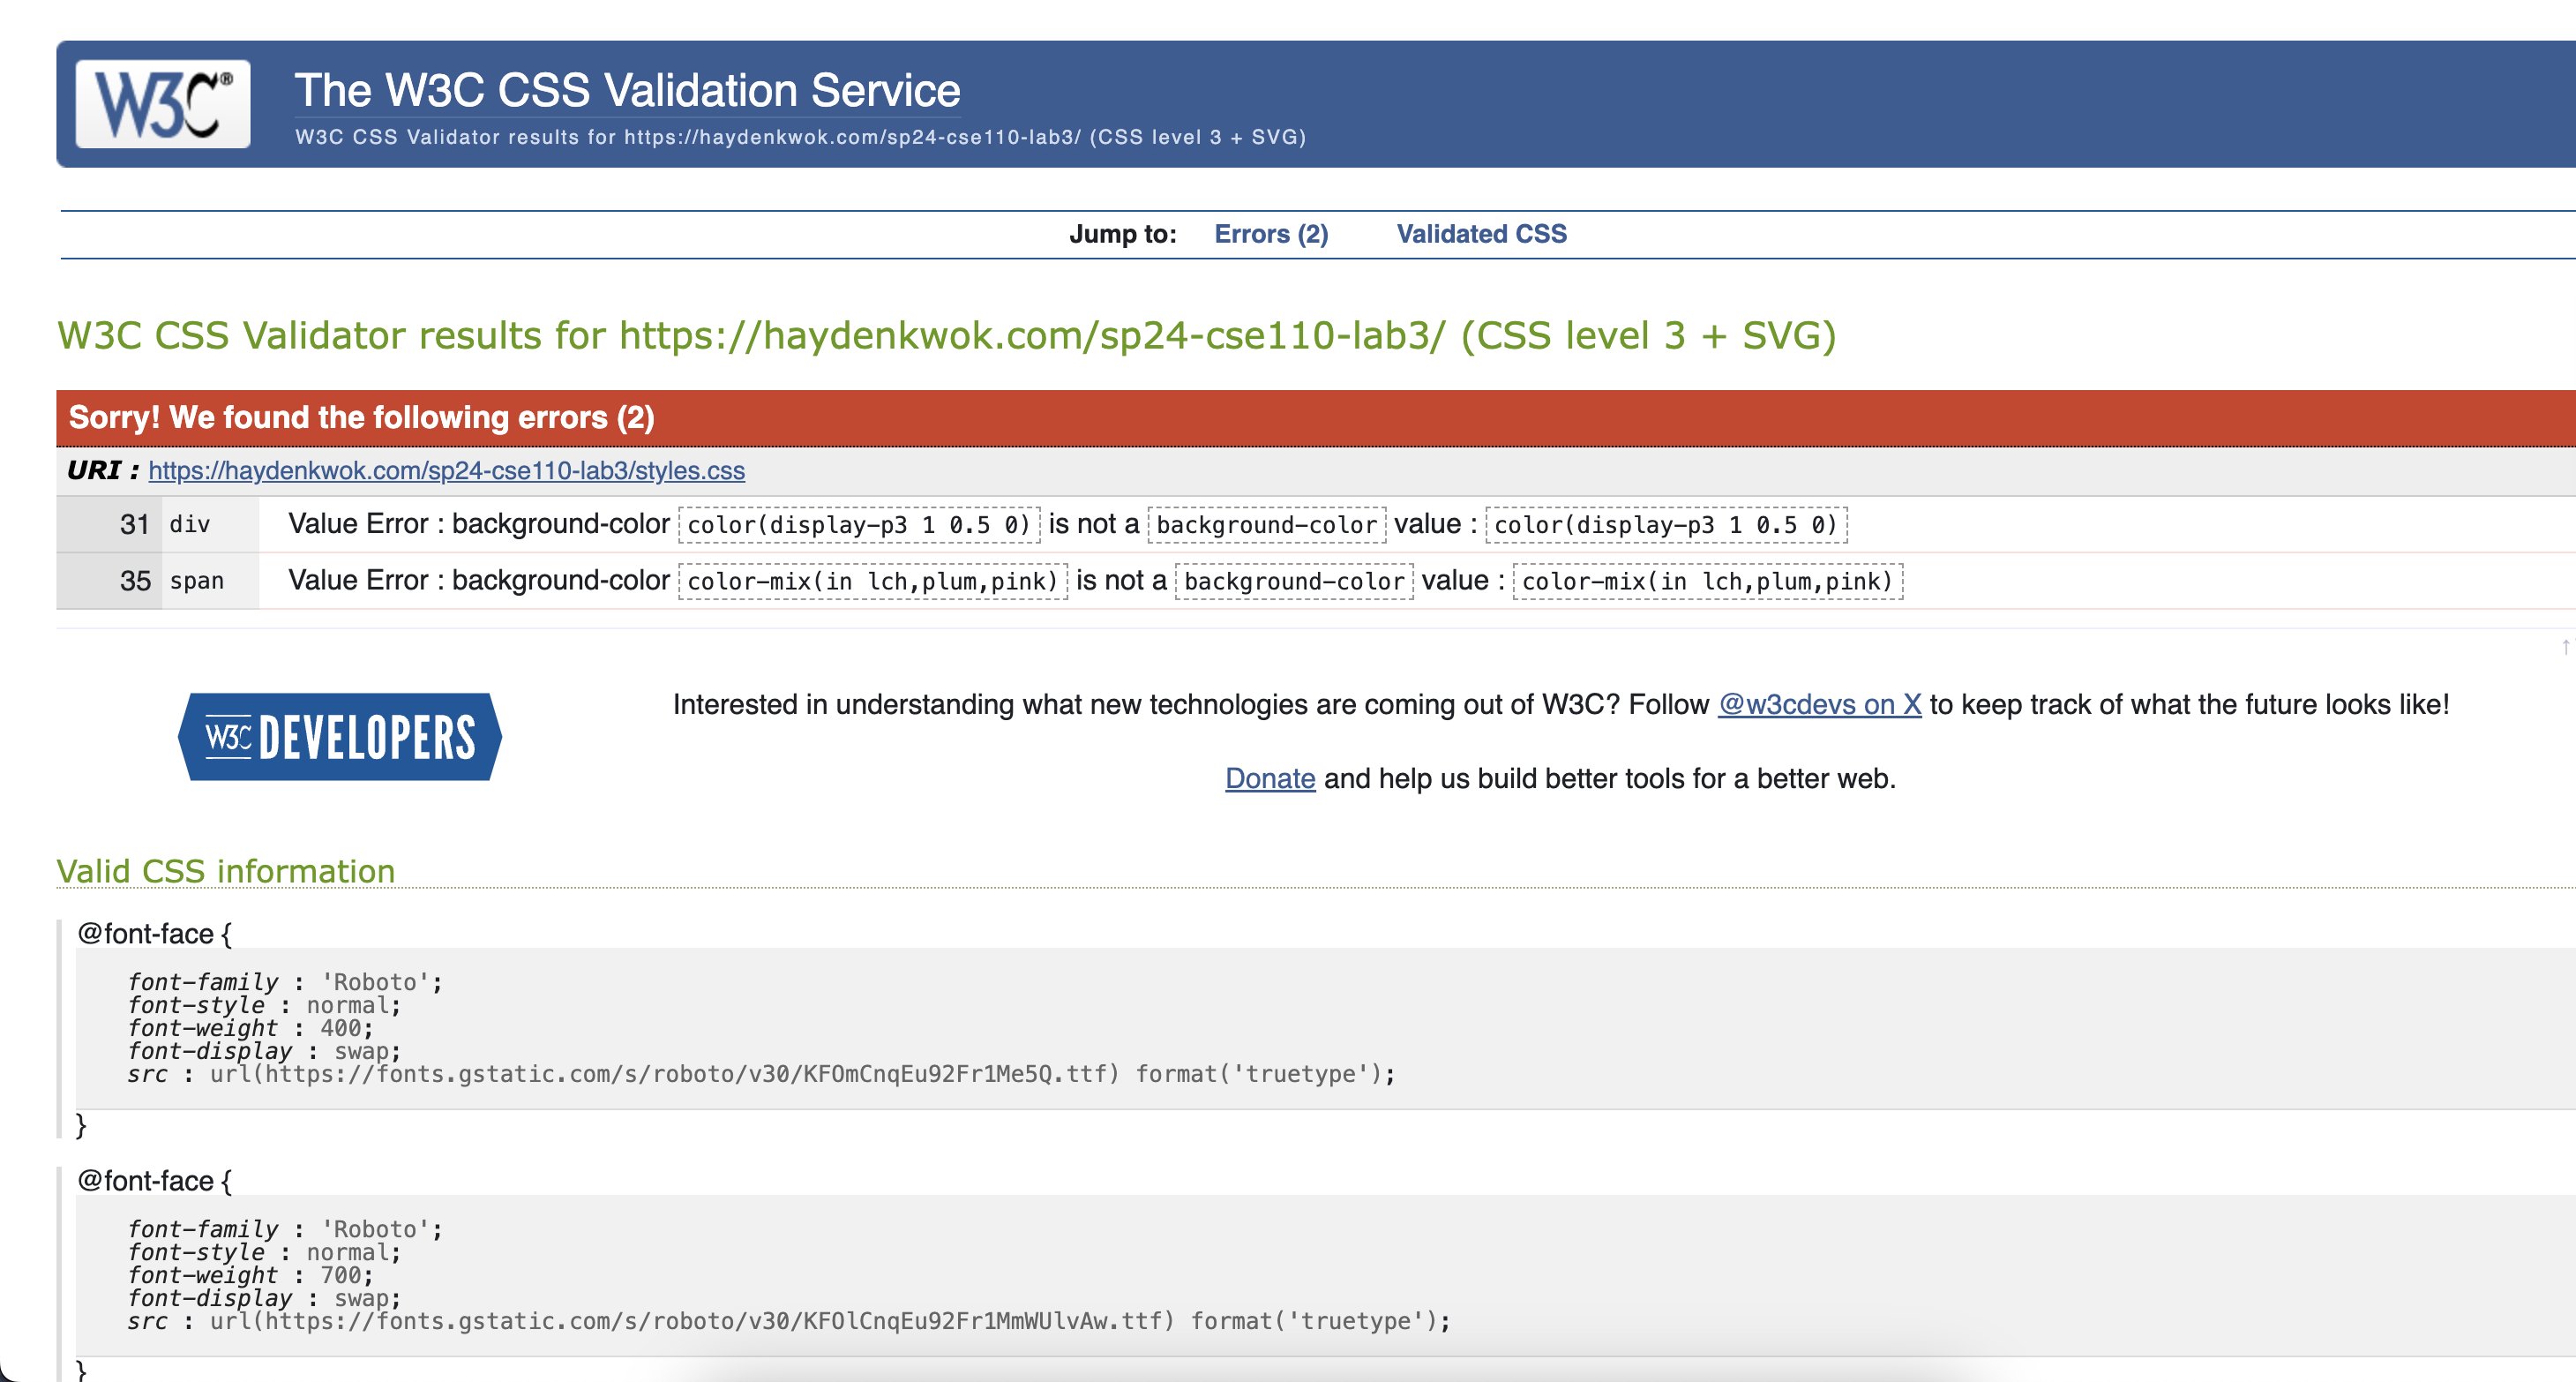 W3C®
The W3C CSS Validation Service
W3C CSS Validator results for https://haydenkwok.com/sp24-cse110-lab3/ (CSS level 3 + SVG)
Jump to: Errors (2) Validated CSS
W3C CSS Validator results for https://haydenkwok.com/sp24-cse110-lab3/ (CSS level 3 + SVG)
Sorry! We found the following errors (2)
URI : https://haydenkwok.com/sp24-cse110-lab3/styles.css
31 div Value Error : background-color color(display-p3 1 0.5 0) is not a background-color value : color(display-p3 1 0.5 0)
35 span Value Error : background-color color-mix(in lch,plum,pink) is not a background-color value : color-mix(in lch,plum,pink)
↑
Interested in understanding what new technologies are coming out of W3C? Follow @w3cdevs on X to keep track of what the future looks like!
W3C DEVELOPERS
Donate and help us build better tools for a better web.
Valid CSS information
@font-face {
font-family : 'Roboto';
font-style : normal;
font-weight : 400;
font-display : swap;
src : url(https://fonts.gstatic.com/s/roboto/v30/KFOmCnqEu92Fr1Me5Q.ttf) format('truetype');
}
@font-face {
font-family : 'Roboto';
font-style : normal;
font-weight : 700;
font-display : swap;
src : url(https://fonts.gstatic.com/s/roboto/v30/KFOlCnqEu92Fr1MmWUlvAw.ttf) format('truetype');
}